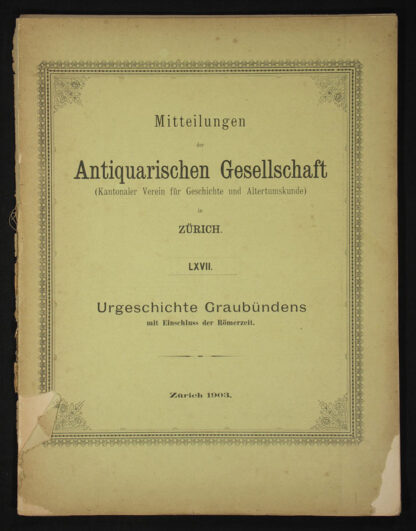 Mitteilungen
der
Antiquarischen Gesellschaft
(Kantonaler Verein für Geschichte und Altertumskunde)
in
ZÜRICH.
LXVII.
Urgeschichte Graubündens
mit Einschluss der Römerzeit.
Zürich 1903.